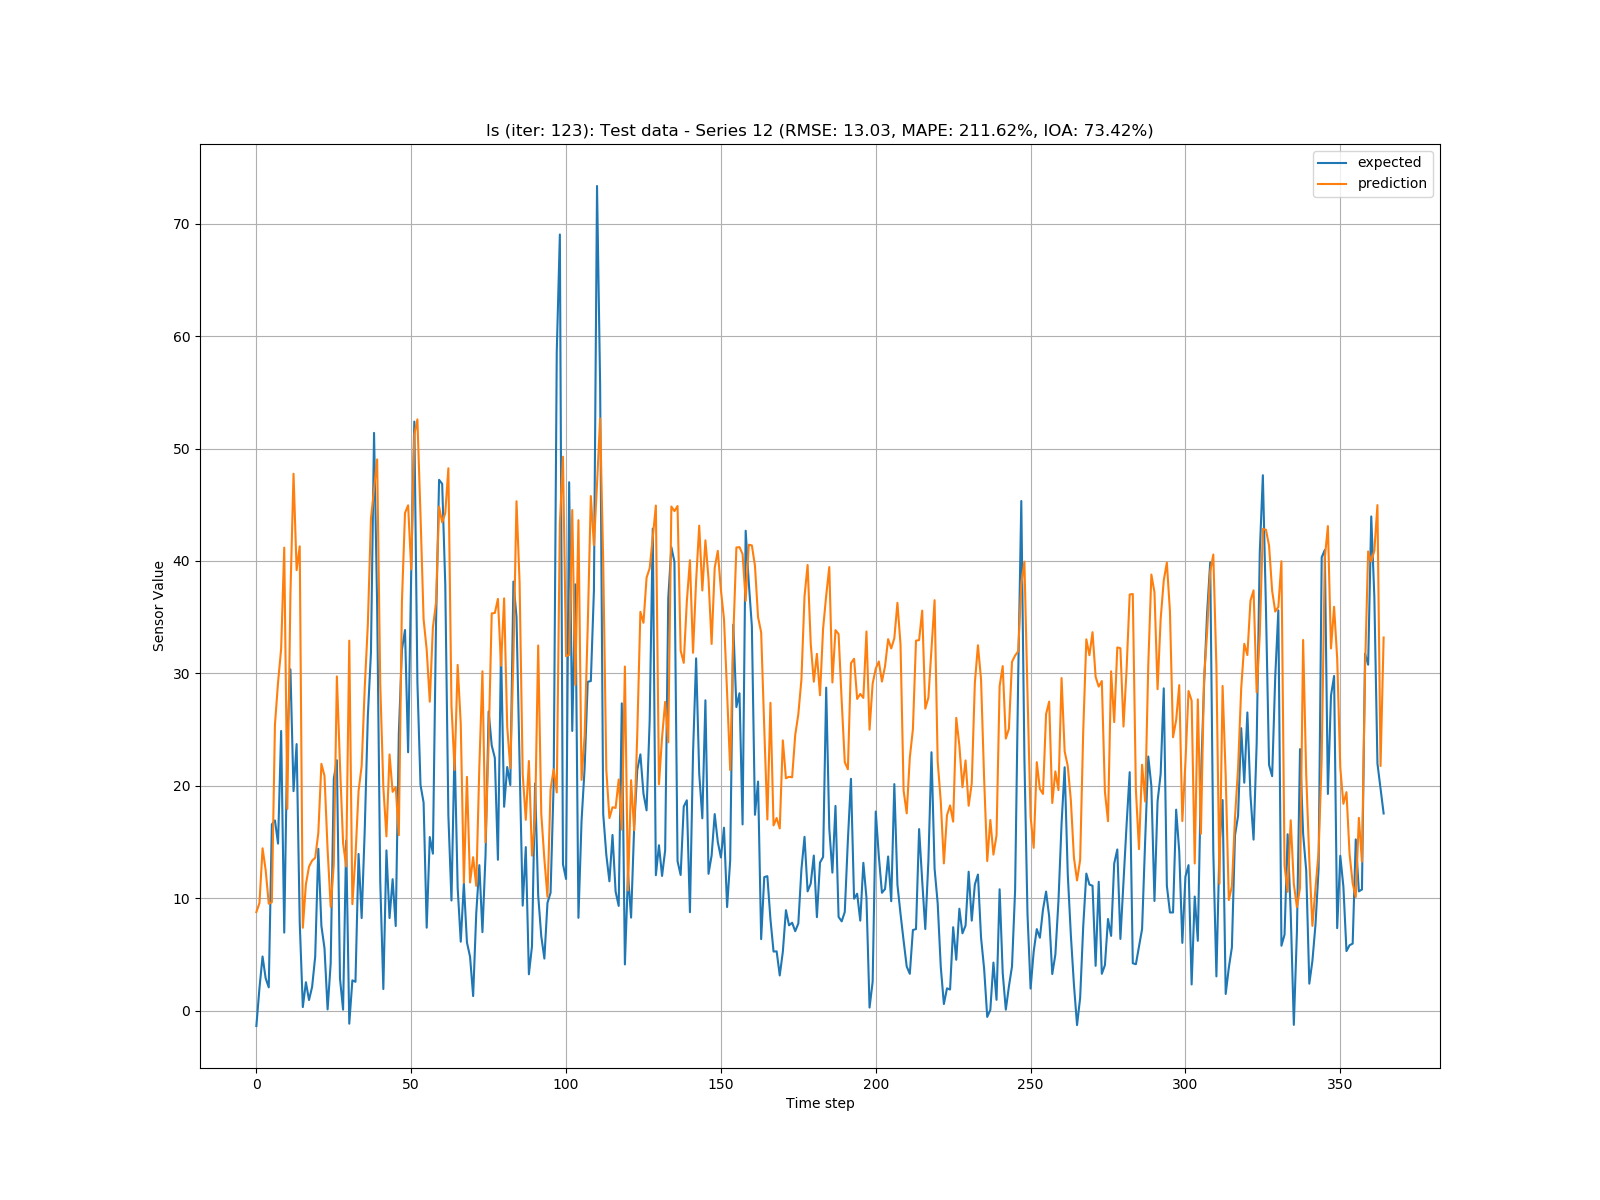 ls (iter: 123): Test data - Series 12 (RMSE: 13.03, MAPE: 211.62%, IOA: 73.42%)
expected
prediction
70
60
50
40
30
20
10
0
Sensor Value
0 50 100 150 200 250 300 350
Time step